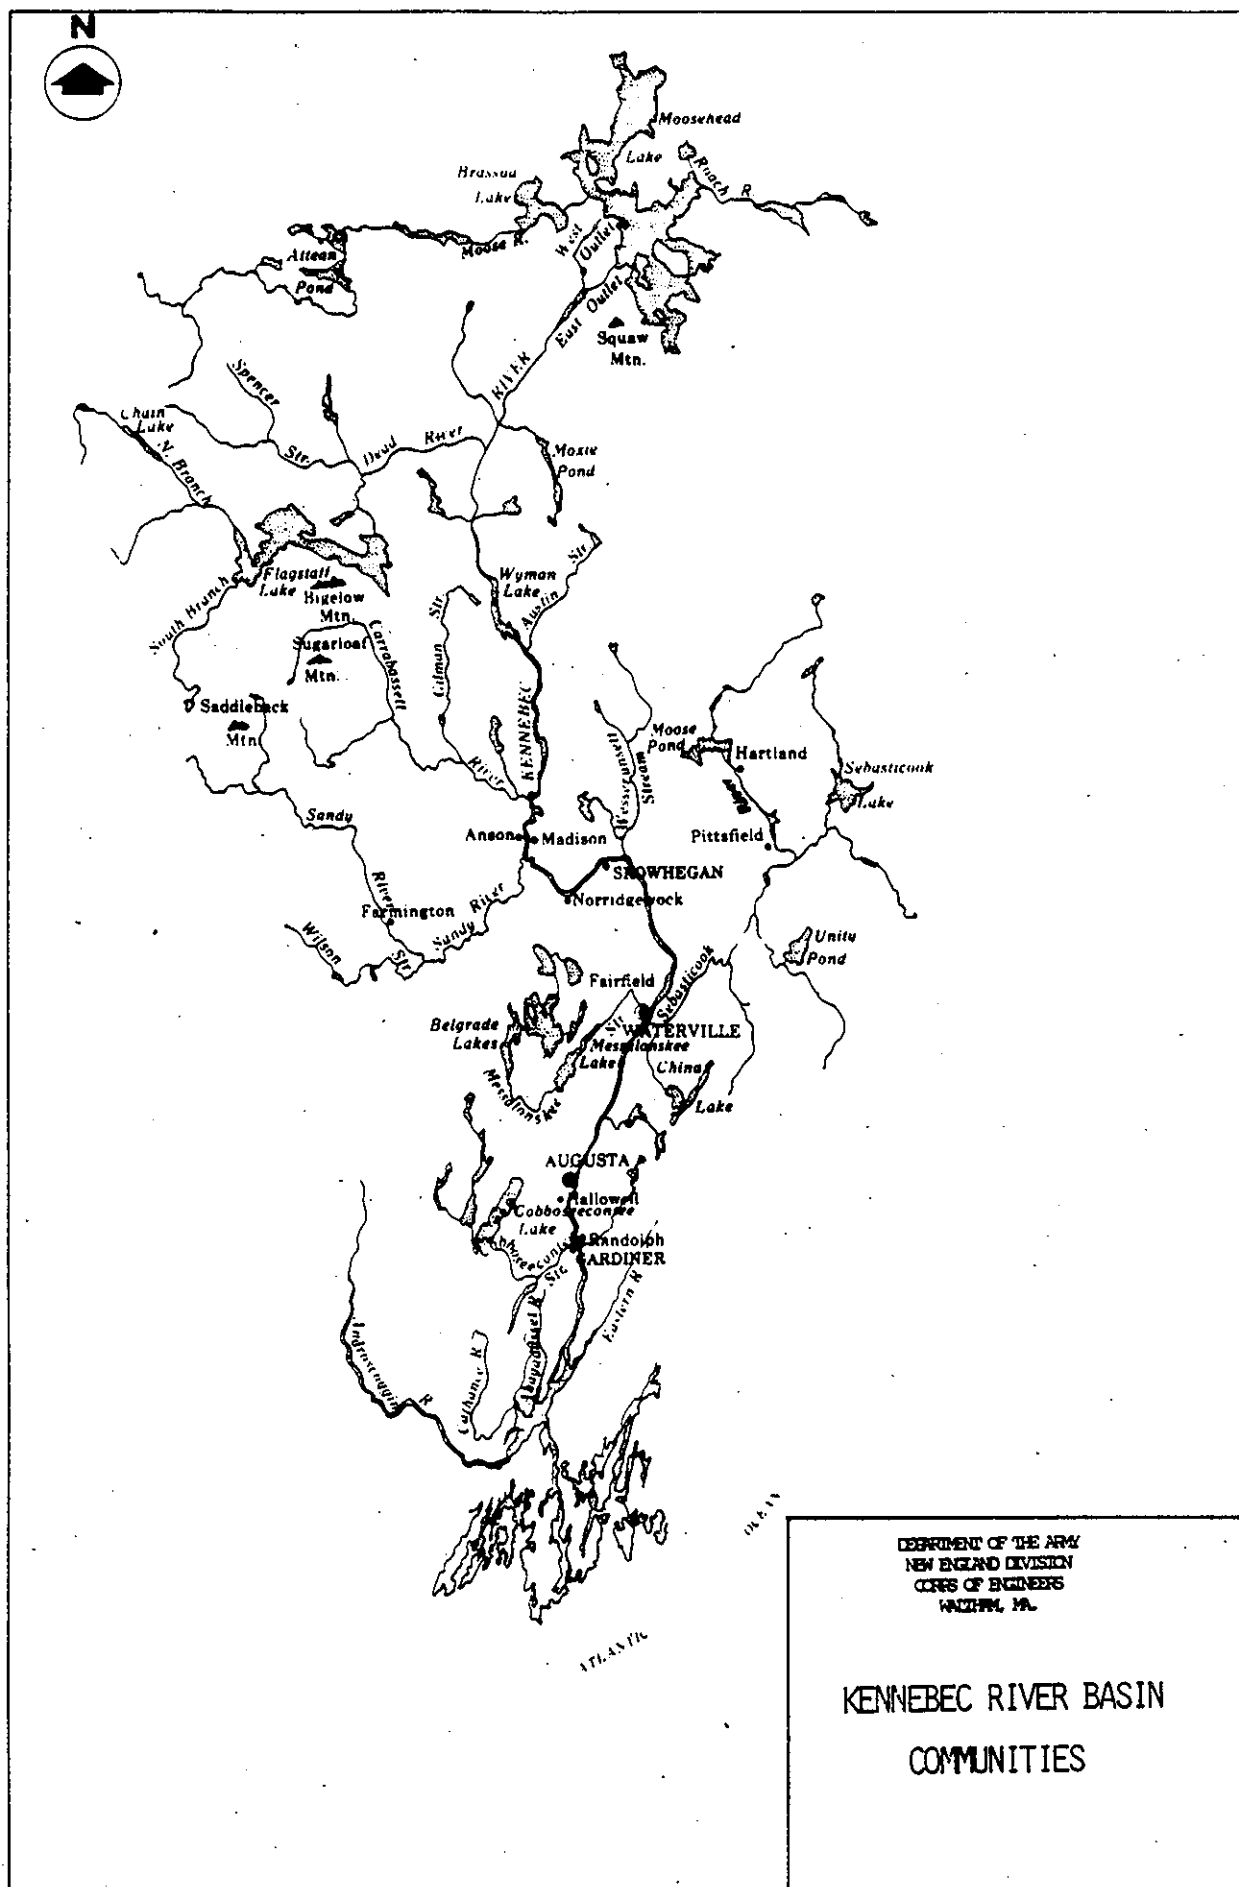 N
Moosehead
Lake
Brassua
Lake
Roach R.
West
Outlet
Moose R.
Attean
Pond
East Outlet
Squaw
Mtn.
RIVER
Spencer
Str.
Chain
Lake
N. Branch
Dead River
Moxie
Pond
Flagstaff
Lake
Bigelow
Mtn.
South Branch
Wyman
Lake
Austin Str.
Gilman Str.
Sugarloaf
Mtn.
Carrabassett
River
Saddleback
Mtn
KENNEBEC
Wesserunsett
Stream
Moose
Pond
Hartland
River
Sebasticook
Lake
Pittsfield
Sandy
River
Anson
Madison
SKOWHEGAN
Norridgewock
Farmington
Sandy River
Wilson
Str.
Unity
Pond
Fairfield
Sebasticook
WATERVILLE
Belgrade
Lakes
Str
Messalonskee
Lake
Messalonskee
China
Lake
AUGUSTA
Hallowell
Cobbosseecontee
Lake
Randolph
GARDINER
Str.
Eastern R
Cathance R
Androscoggin R
OCEAN
ATLANTIC
DEPARTMENT OF THE ARMY
NEW ENGLAND DIVISION
CORPS OF ENGINEERS
WALTHAM, MA.
KENNEBEC RIVER BASIN
COMMUNITIES